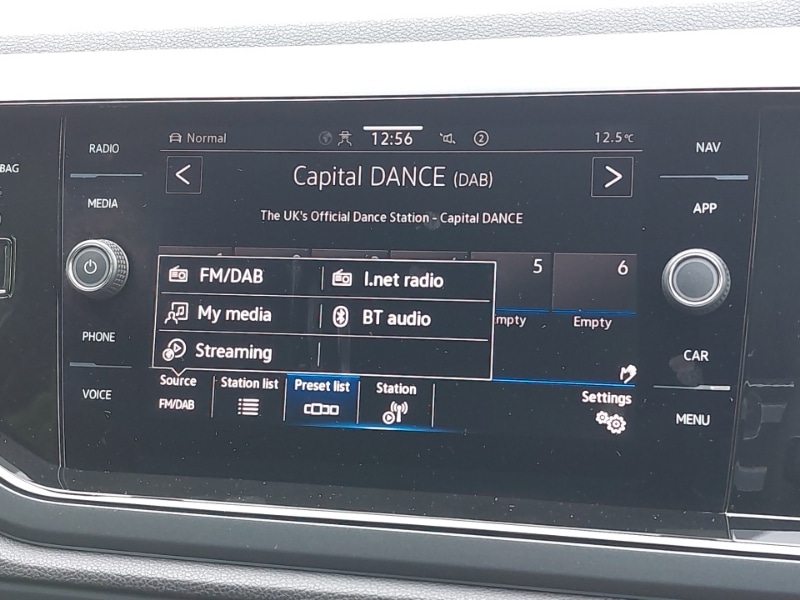 BAG
RADIO
MEDIA
PHONE
VOICE
Normal
12:56
2
12.5°C
Capital DANCE (DAB)
The UK's Official Dance Station - Capital DANCE
FM/DAB
I.net radio
My media
BT audio
Streaming
5
6
mpty
Empty
Source
FM/DAB
Station list
Preset list
Station
Settings
NAV
APP
CAR
MENU